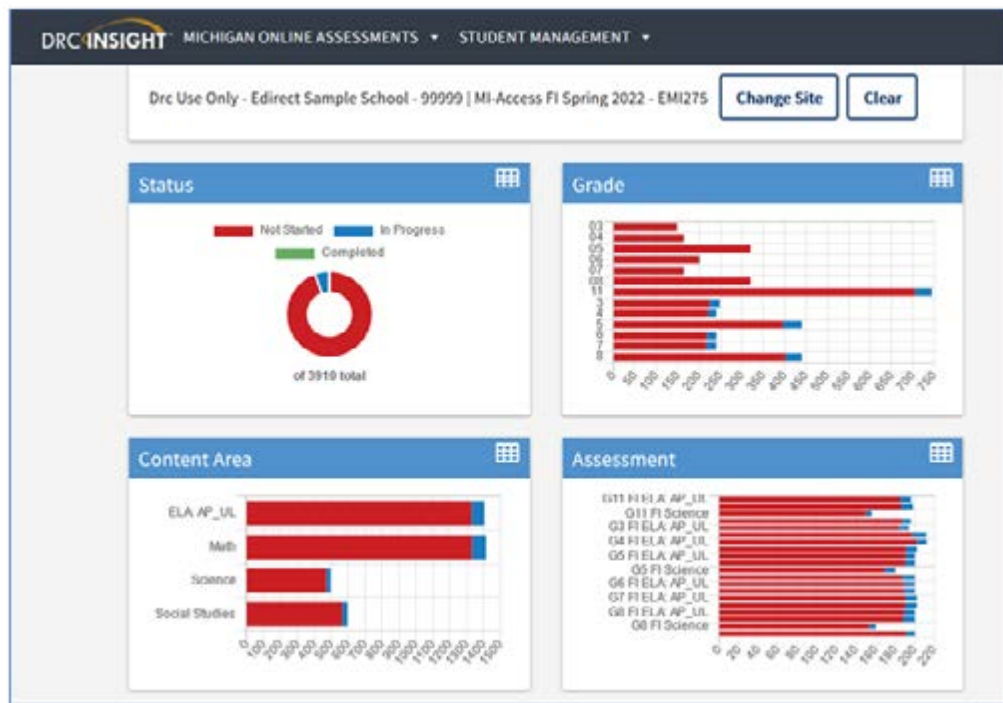 DRC INSIGHT MICHIGAN ONLINE ASSESSMENTS STUDENT MANAGEMENT
Drc Use Only - Edirect Sample School - 99999 | MI-Access FI Spring 2022 - EMI275 Change Site Clear
Status
Not Started In Progress
Completed
of 3919 total
Grade
03
04
05
06
07
08
11
3
4
5
6
7
8
0 50 100 150 200 250 300 350 400 450 500 550 600 650 700 750
Content Area
ELA: AP_UL
Math
Science
Social Studies
0 100 200 300 400 500 600 700 800 900 1000 1100 1200 1300 1400 1500
Assessment
G11 FI ELA: AP_UL
G11 FI Science
G3 FI ELA: AP_UL
G4 FI ELA: AP_UL
G5 FI ELA: AP_UL
G5 FI Science
G6 FI ELA: AP_UL
G7 FI ELA: AP_UL
G8 FI ELA: AP_UL
G8 FI Science
0 20 40 60 80 100 120 140 160 180 200 220